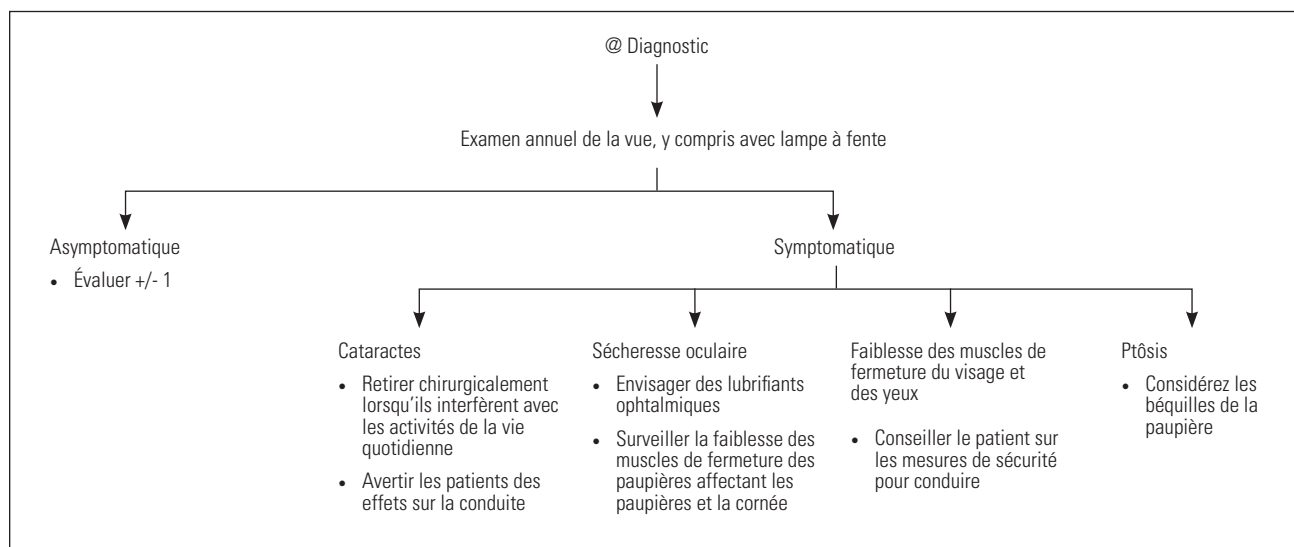 @ Diagnostic
Examen annuel de la vue, y compris avec lampe à fente
Asymptomatique
• Évaluer +/- 1
Symptomatique
Cataractes
• Retirer chirurgicalement
lorsqu'ils interfèrent avec
les activités de la vie
quotidienne
• Avertir les patients des
effets sur la conduite
Sécheresse oculaire
• Envisager des lubrifiants
ophtalmiques
• Surveiller la faiblesse des
muscles de fermeture des
paupières affectant les
paupières et la cornée
Faiblesse des muscles de
fermeture du visage et
des yeux
• Conseiller le patient sur
les mesures de sécurité
pour conduire
Ptôsis
• Considérez les
béquilles de la
paupière